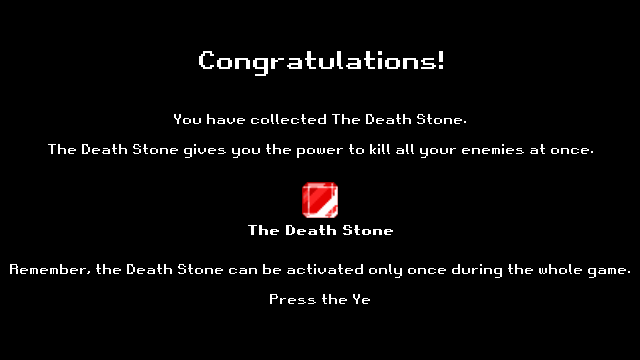 Congratulations!
You have collected The Death Stone.
The Death Stone gives you the power to kill all your enemies at once.
The Death Stone
Remember, the Death Stone can be activated only once during the whole game.
Press the Ye